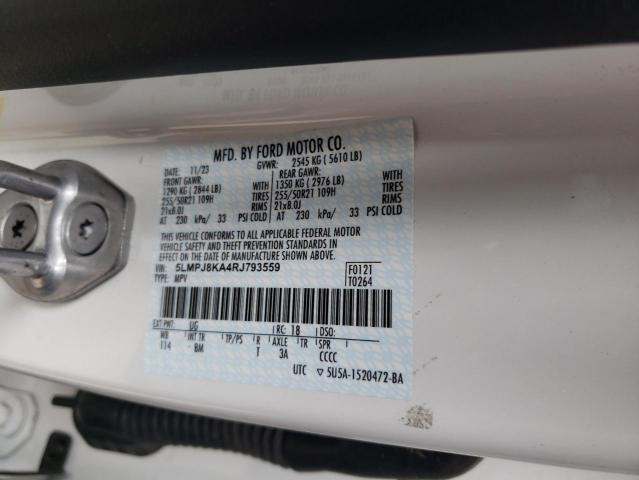 MFD. BY FORD MOTOR CO.
DATE: 11/23 GVWR: 2545 KG ( 5610 LB)
FRONT GAWR: REAR GAWR:
1290 KG ( 2844 LB) 1350 KG ( 2976 LB)
255/50R21 109H TIRES 255/50R21 109H TIRES
21x8.0J RIMS 21x8.0J RIMS
AT 230 kPa/ 33 PSI COLD AT 230 kPa/ 33 PSI COLD
THIS VEHICLE CONFORMS TO ALL APPLICABLE FEDERAL MOTOR
VEHICLE SAFETY AND THEFT PREVENTION STANDARDS IN
EFFECT ON THE DATE OF MANUFACTURE SHOWN ABOVE.
VIN: 5LMPJ8KA4RJ793559 F0121
TYPE: MPV T0264
EXT PNT: UG RC: 18 DSO:
WB INT TR TP/PS R AXLE TR SPR
114 BM T 3A CCCC
UTC ▽ 5U5A-1520472-BA